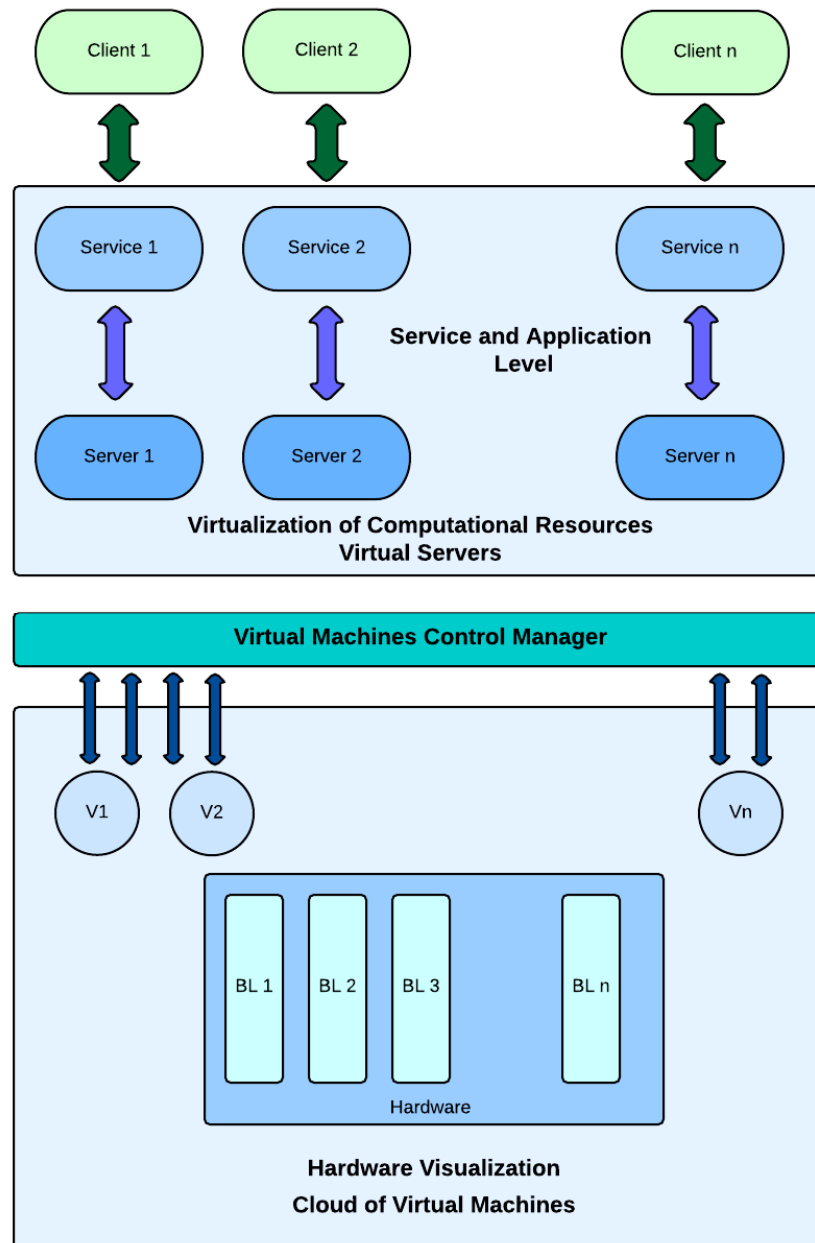 Client 1
Client 2
Client n
Service 1
Service 2
Service n
Service and Application
Level
Server 1
Server 2
Server n
Virtualization of Computational Resources
Virtual Servers
Virtual Machines Control Manager
V1
V2
Vn
BL 1
BL 2
BL 3
BL n
Hardware
Hardware Visualization
Cloud of Virtual Machines